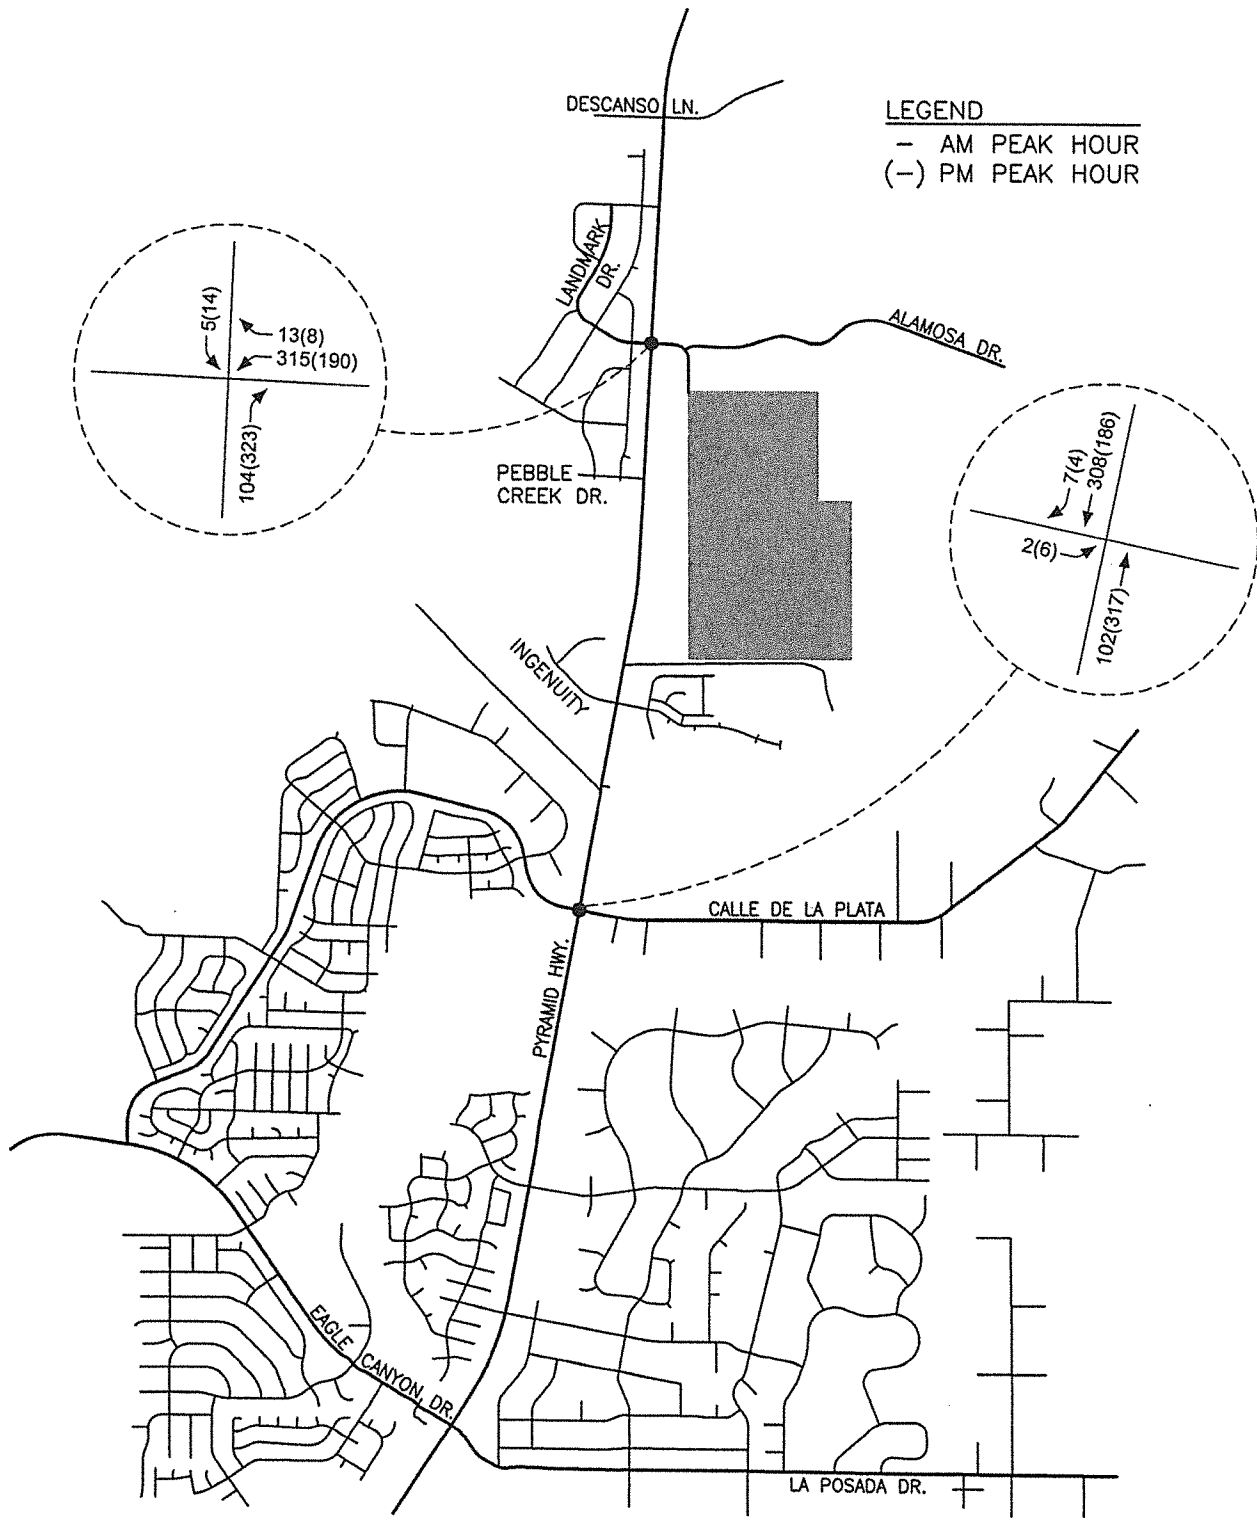 DESCANSO LN.
LEGEND
– AM PEAK HOUR
(–) PM PEAK HOUR
LANDMARK
DR.
ALAMOSA DR.
5(14)
13(8)
315(190)
104(323)
7(4)
308(186)
2(6)
102(317)
PEBBLE
CREEK DR.
INGENUITY
CALLE DE LA PLATA
PYRAMID HWY.
EAGLE CANYON DR.
LA POSADA DR.